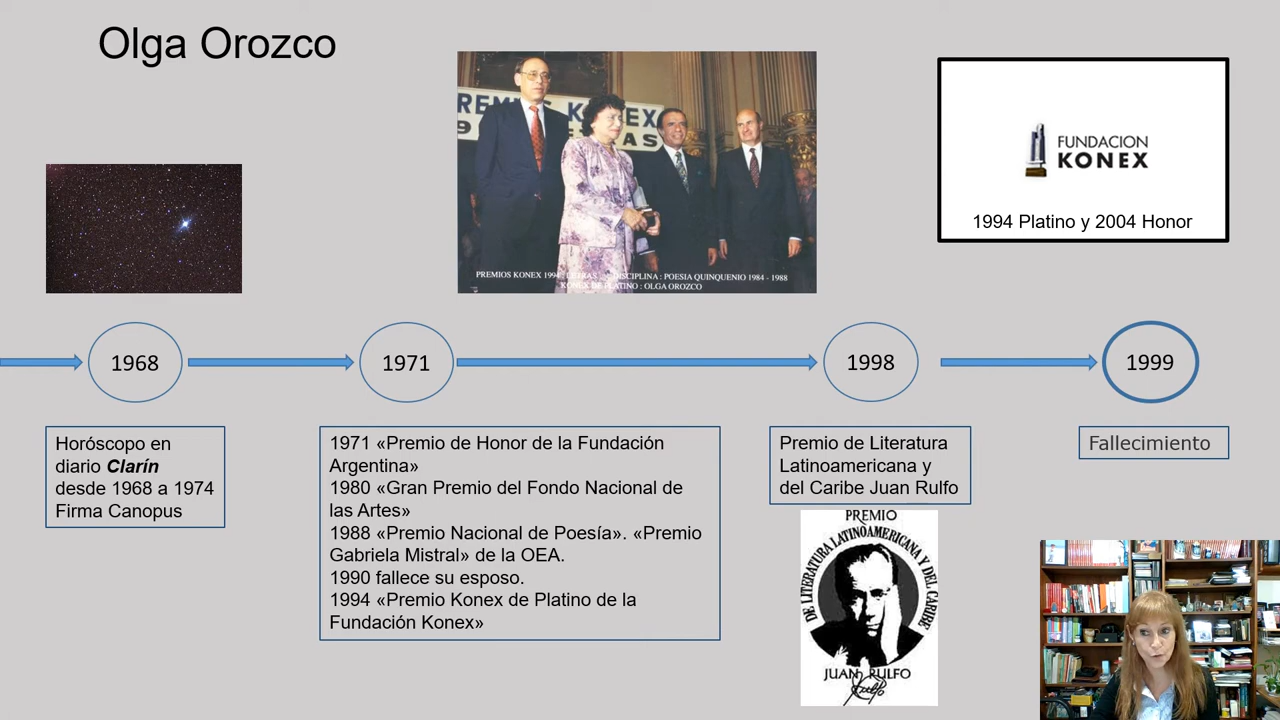 Olga Orozco
PREMIOS KONEX
PREMIOS KONEX 1994: LETRAS DISCIPLINA : POESIA QUINQUENIO 1984 - 1988
KONEX DE PLATINO : OLGA OROZCO
FUNDACION
KONEX
1994 Platino y 2004 Honor
1968
1971
1998
1999
Horóscopo en
diario Clarín
desde 1968 a 1974
Firma Canopus
1971 «Premio de Honor de la Fundación
Argentina»
1980 «Gran Premio del Fondo Nacional de
las Artes»
1988 «Premio Nacional de Poesía». «Premio
Gabriela Mistral» de la OEA.
1990 fallece su esposo.
1994 «Premio Konex de Platino de la
Fundación Konex»
Premio de Literatura
Latinoamericana y
del Caribe Juan Rulfo
Fallecimiento
PREMIO
DE LITERATURA LATINOAMERICANA Y DEL CARIBE
JUAN RULFO